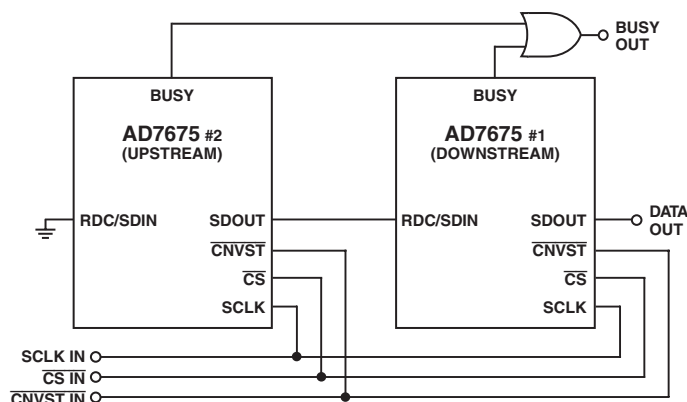 BUSY
OUT
BUSY
BUSY
AD7675 #2
(UPSTREAM)
AD7675 #1
(DOWNSTREAM)
RDC/SDIN
SDOUT
RDC/SDIN
SDOUT
DATA
OUT
CNVST
CNVST
CS
CS
SCLK
SCLK
SCLK IN
CS IN
CNVST IN